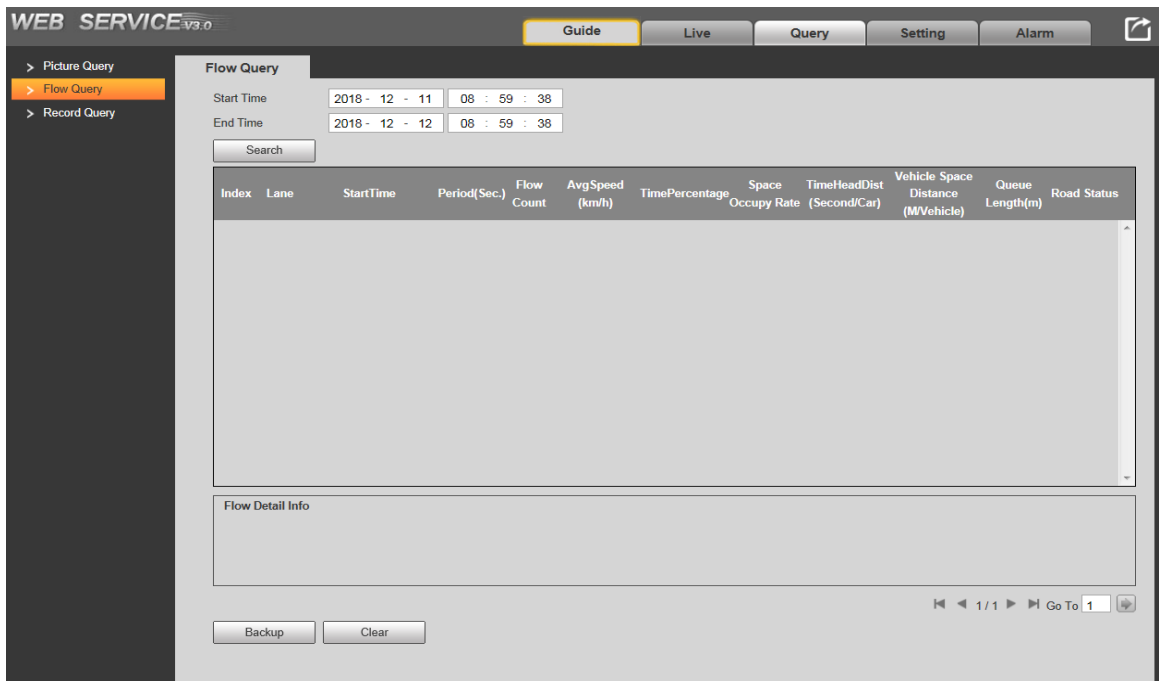 WEB SERVICE V3.0
Guide
Live
Query
Setting
Alarm
> Picture Query
> Flow Query
> Record Query
Flow Query
Start Time 2018 - 12 - 11 08 : 59 : 38
End Time 2018 - 12 - 12 08 : 59 : 38
Search
Index Lane StartTime Period(Sec.) Flow Count AvgSpeed (km/h) TimePercentage Space Occupy Rate TimeHeadDist (Second/Car) Vehicle Space Distance (M/Vehicle) Queue Length(m) Road Status
Flow Detail Info
1 / 1 Go To 1
Backup Clear